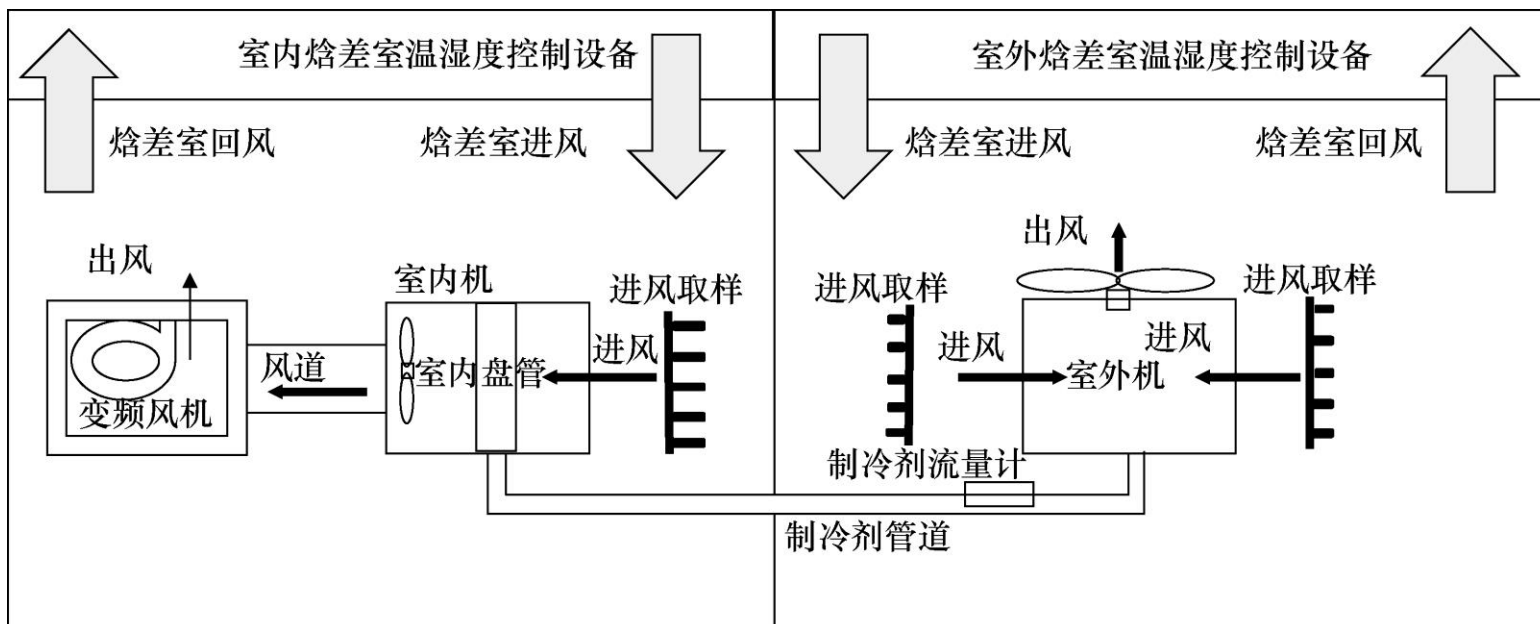 室内焓差室温湿度控制设备
室外焓差室温湿度控制设备
焓差室回风
焓差室进风
焓差室进风
焓差室回风
出风
室内机
进风取样
进风
室内盘管
风道
变频风机
进风取样
进风
出风
进风取样
进风
室外机
制冷剂流量计
制冷剂管道